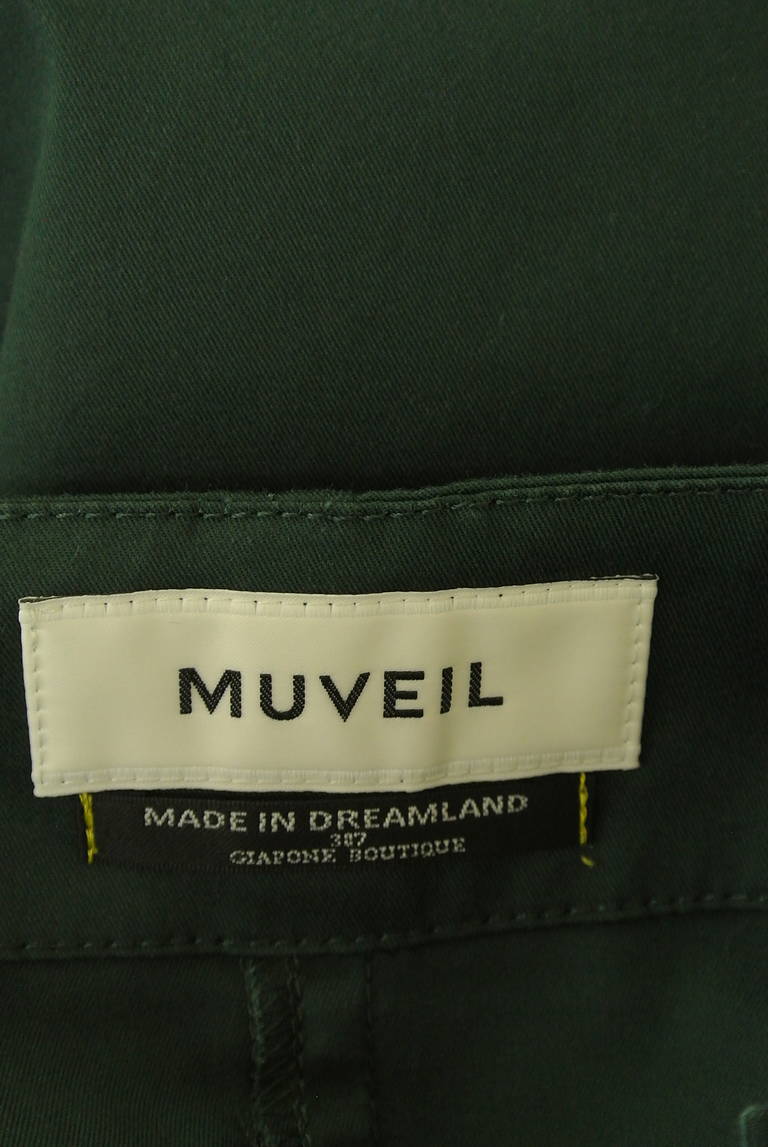 MUVEIL
MADE IN DREAMLAND
387
GIAPONE BOUTIQUE